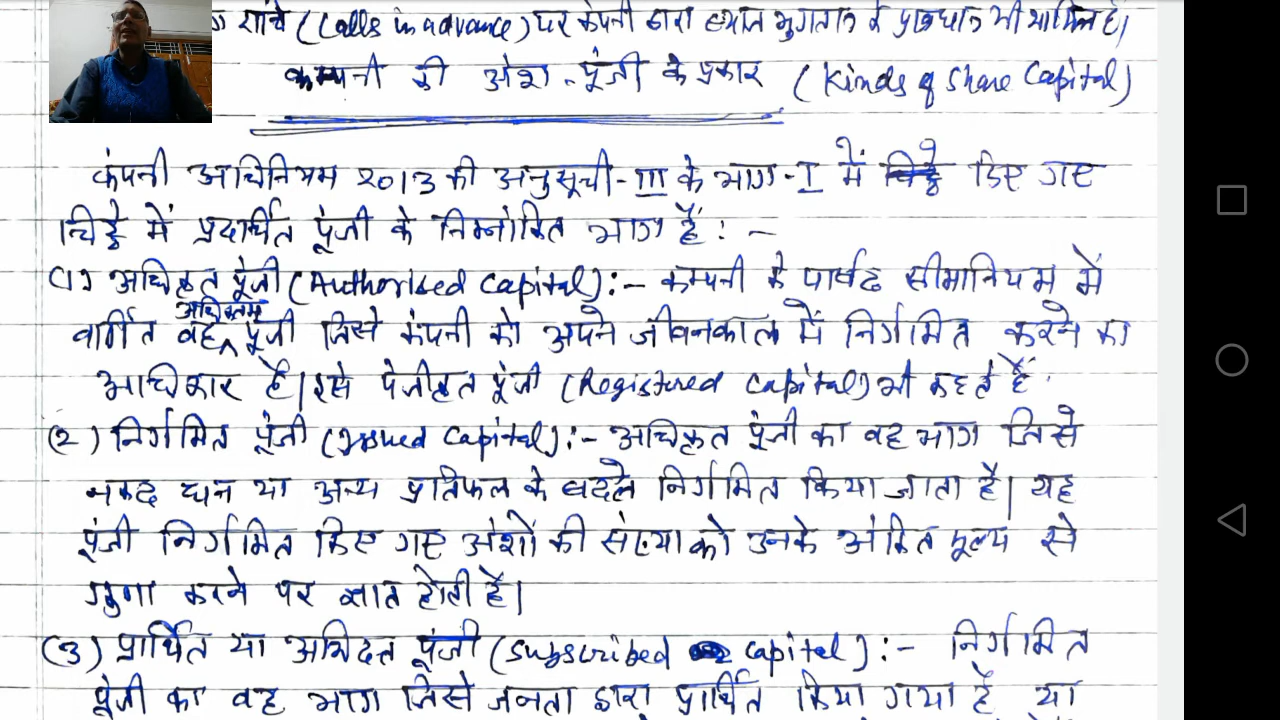 राशि (Calls in advance) पर कंपनी द्वारा ब्याज भुगतान के प्रावधान भी शामिल है।
कम्पनी की अंश-पूंजी के प्रकार (Kinds of Share Capital)
कंपनी अधिनियम 2013 की अनुसूची-III के भाग-I में दिए गए
चिट्ठे में प्रदर्शित पूंजी के निम्नांकित भाग हैं: -
(1) अधिकृत पूंजी (Authorised Capital):- कम्पनी के पार्षद सीमानियम में
वर्णित वह अधिकतम पूंजी जिसे कंपनी को अपने जीवनकाल में निर्गमित करने का
अधिकार है। इसे पंजीकृत पूंजी (Registered Capital) भी कहते हैं
(2) निर्गमित पूंजी (Issued Capital):- अधिकृत पूंजी का वह भाग जिसे
नकद धन या अन्य प्रतिफल के बदले निर्गमित किया जाता है। यह
पूंजी निर्गमित किए गए अंशों की संख्या को उनके अंकित मूल्य से
गुणा करने पर ज्ञात होती है।
(3) प्रार्थित या अभिदत्त पूंजी (Subscribed Capital):- निर्गमित
पूंजी का वह भाग जिसे जनता द्वारा प्रार्थित किया गया है या